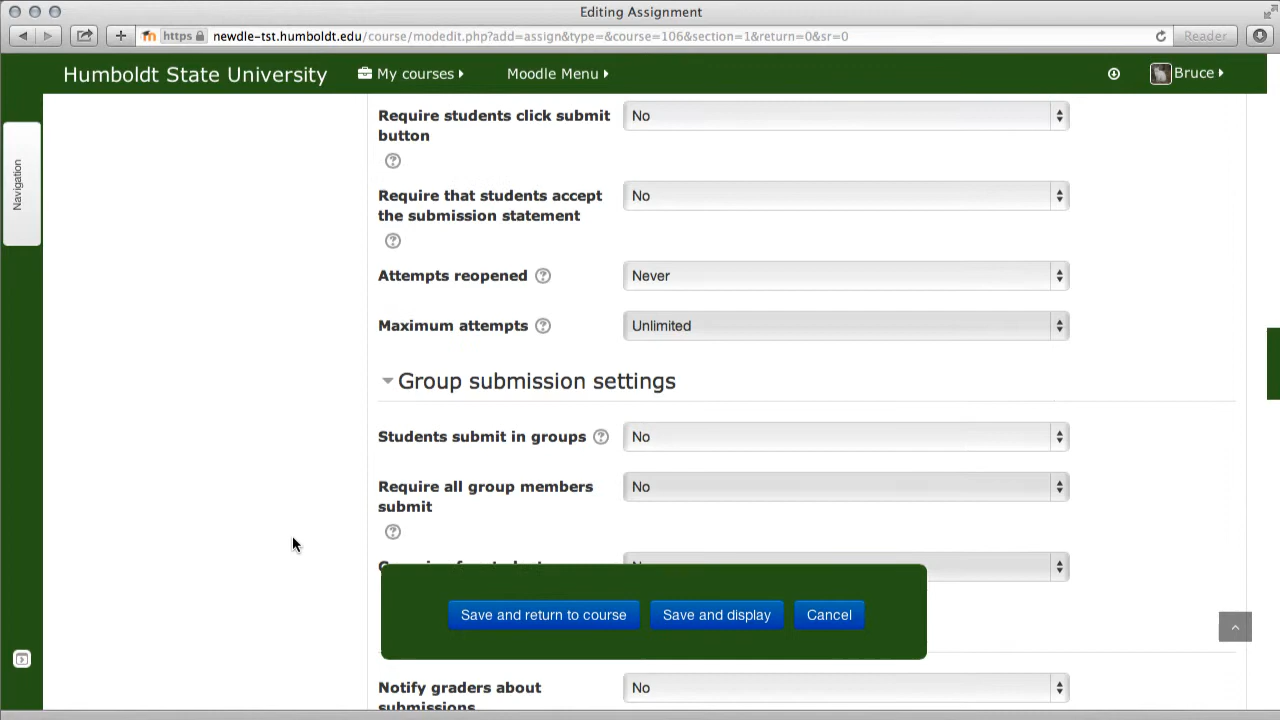 Editing Assignment
https newdle-tst.humboldt.edu/course/modedit.php?add=assign&type=&course=106&section=1&return=0&sr=0 Reader
Humboldt State University My courses Moodle Menu Bruce
Navigation
Require students click submit
button
No
Require that students accept
the submission statement
No
Attempts reopened Never
Maximum attempts Unlimited
Group submission settings
Students submit in groups No
Require all group members
submit
No
Save and return to course Save and display Cancel
Notify graders about
submissions
No